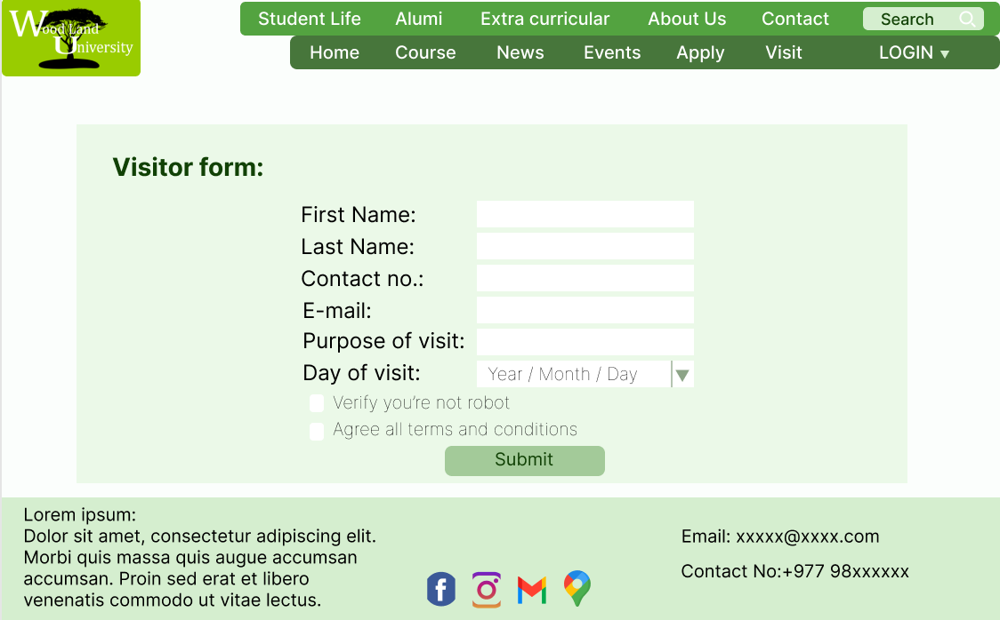 Wood Land
University
Student Life Alumi Extra curricular About Us Contact Search
Home Course News Events Apply Visit LOGIN ▼
Visitor form:
First Name:
Last Name:
Contact no.:
E-mail:
Purpose of visit:
Day of visit: Year / Month / Day
Verify you’re not robot
Agree all terms and conditions
Submit
Lorem ipsum:
Dolor sit amet, consectetur adipiscing elit.
Morbi quis massa quis augue accumsan
accumsan. Proin sed erat et libero
venenatis commodo ut vitae lectus.
Email: xxxxx@xxxx.com
Contact No:+977 98xxxxxx